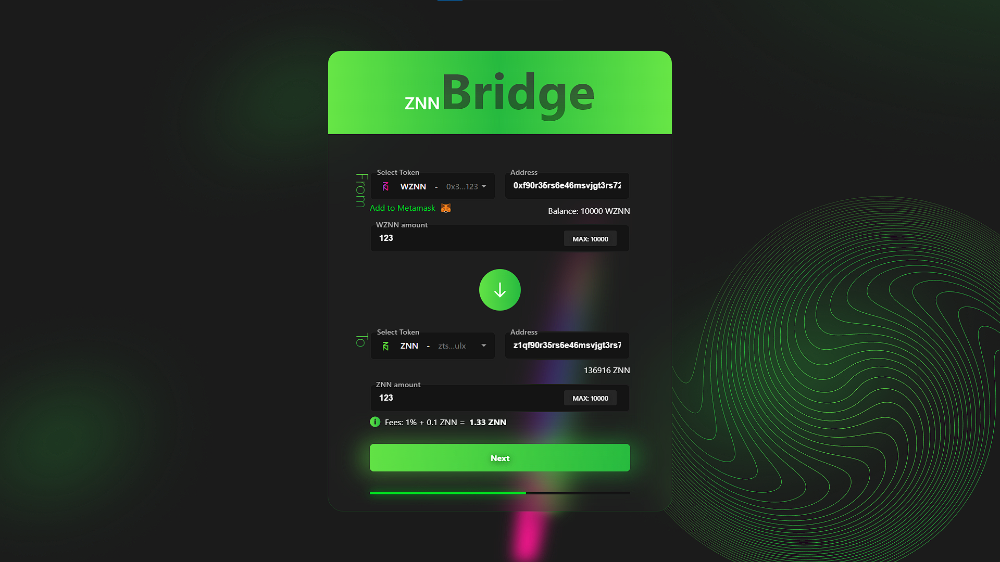 ZNN Bridge
From
Select Token
WZNN - 0x3...123
Address
0xf90r35rs6e46msvjgt3rs72
Add to Metamask
Balance: 10000 WZNN
WZNN amount
123
MAX: 10000
To
Select Token
ZNN - zts...ulx
Address
z1qf90r35rs6e46msvjgt3rs7
136916 ZNN
ZNN amount
123
MAX: 10000
Fees: 1% + 0.1 ZNN = 1.33 ZNN
Next